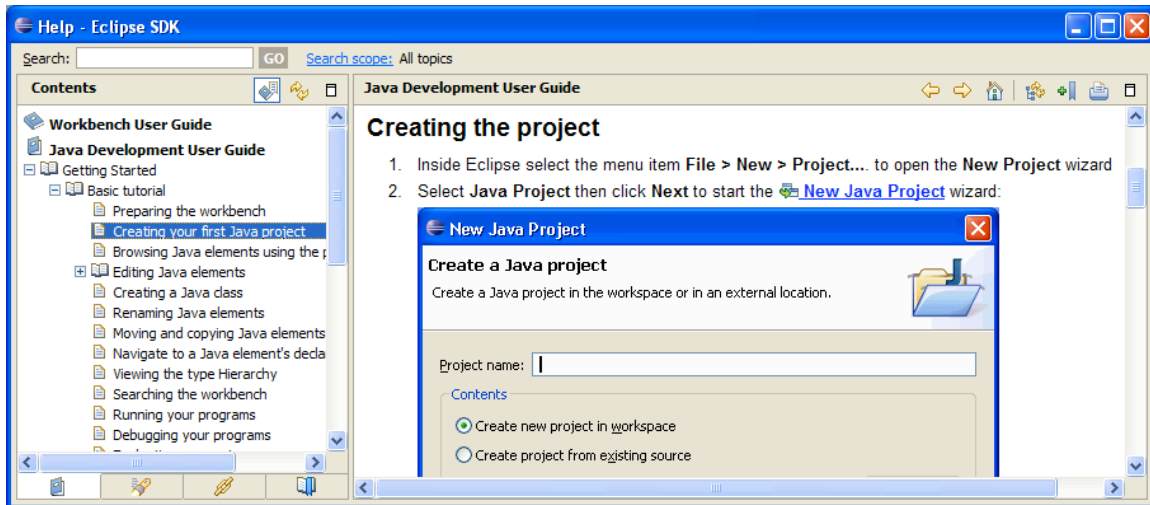 Help - Eclipse SDK
Search: GO Search scope: All topics
Contents
Workbench User Guide
Java Development User Guide
Getting Started
Basic tutorial
Preparing the workbench
Creating your first Java project
Browsing Java elements using the
Editing Java elements
Creating a Java class
Renaming Java elements
Moving and copying Java elements
Navigate to a Java element's decla
Viewing the type Hierarchy
Searching the workbench
Running your programs
Debugging your programs
Java Development User Guide
Creating the project
1. Inside Eclipse select the menu item File > New > Project.... to open the New Project wizard
2. Select Java Project then click Next to start the New Java Project wizard:
New Java Project
Create a Java project
Create a Java project in the workspace or in an external location.
Project name:
Contents
Create new project in workspace
Create project from existing source